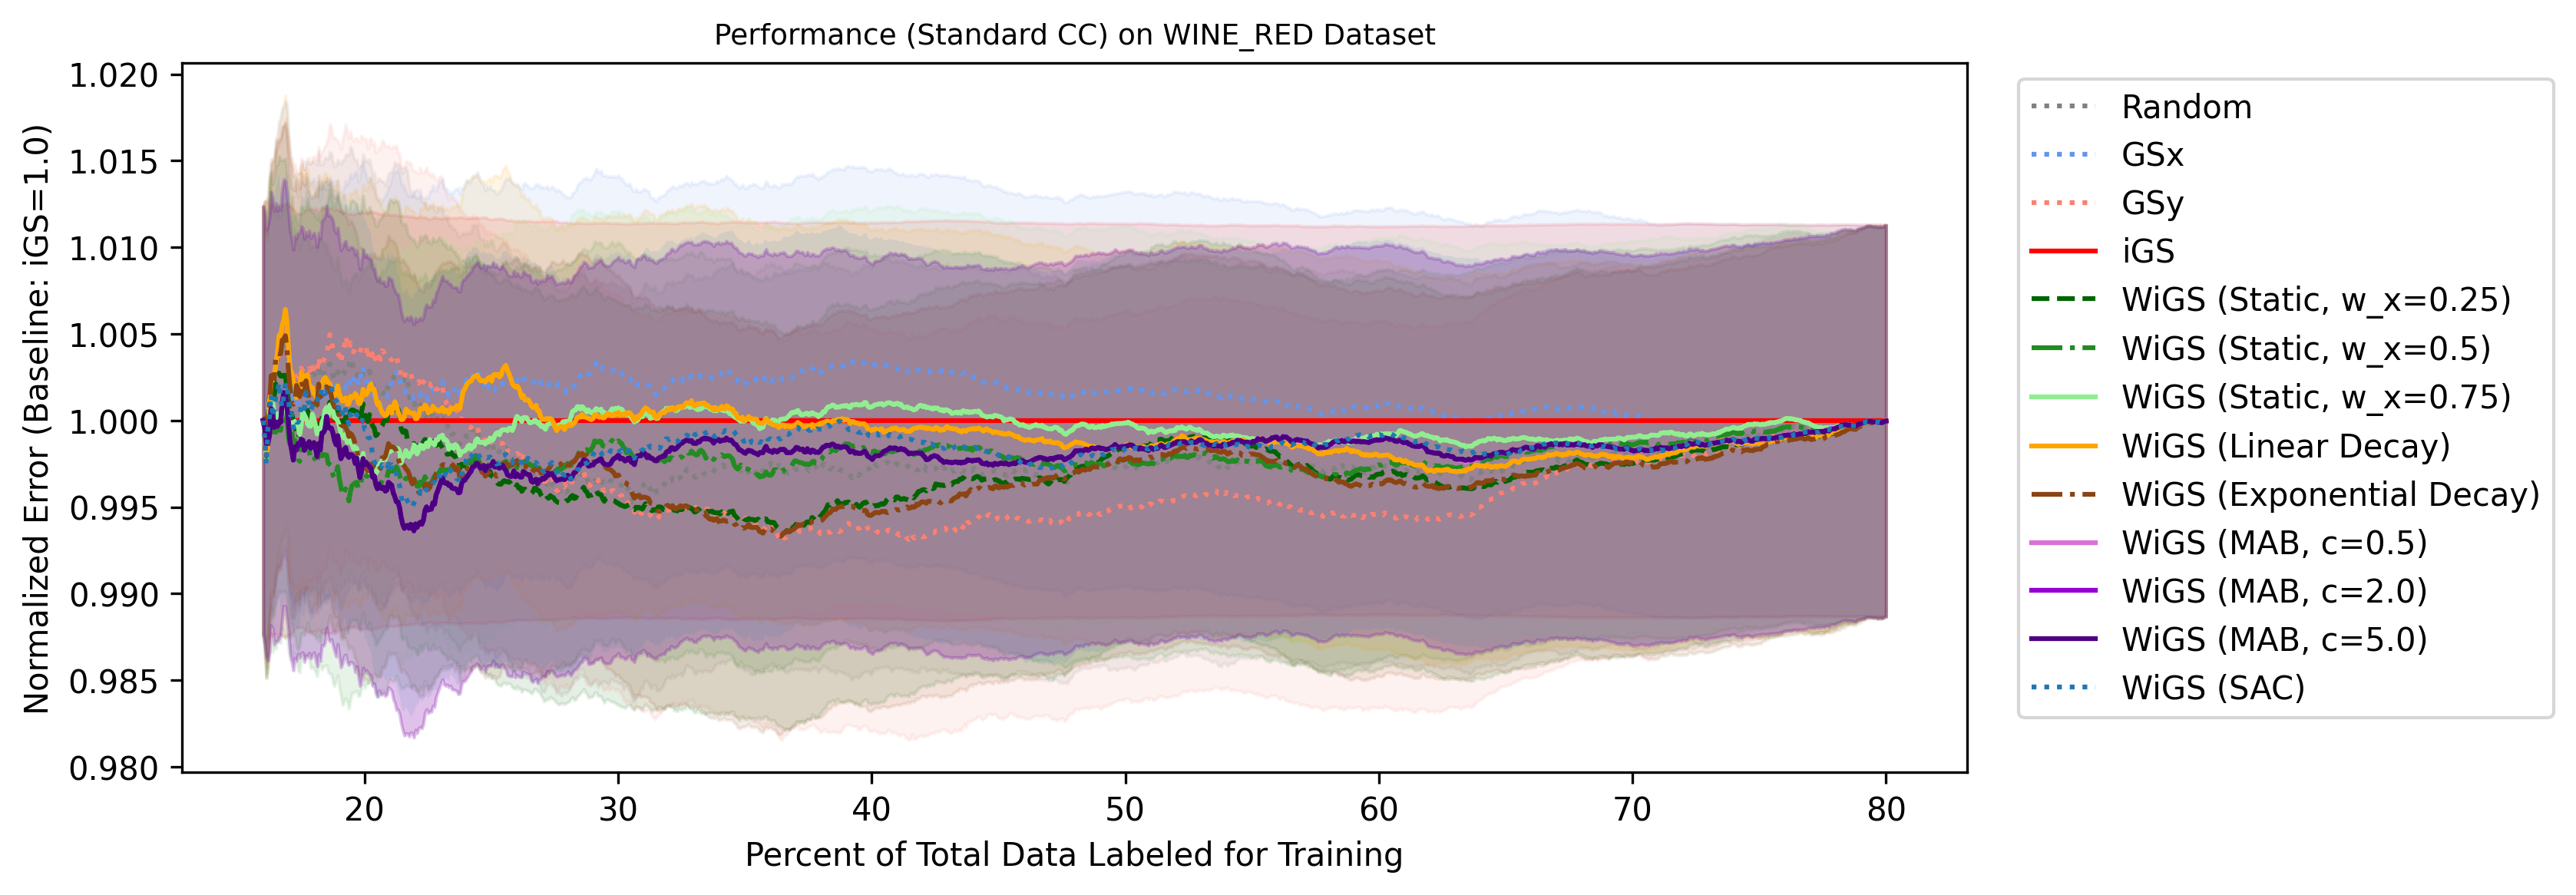 Performance (Standard CC) on WINE_RED Dataset
Normalized Error (Baseline: iGS=1.0)
1.020
1.015
1.010
1.005
1.000
0.995
0.990
0.985
0.980
20 30 40 50 60 70 80
Percent of Total Data Labeled for Training
Random
GSx
GSy
iGS
WiGS (Static, w_x=0.25)
WiGS (Static, w_x=0.5)
WiGS (Static, w_x=0.75)
WiGS (Linear Decay)
WiGS (Exponential Decay)
WiGS (MAB, c=0.5)
WiGS (MAB, c=2.0)
WiGS (MAB, c=5.0)
WiGS (SAC)